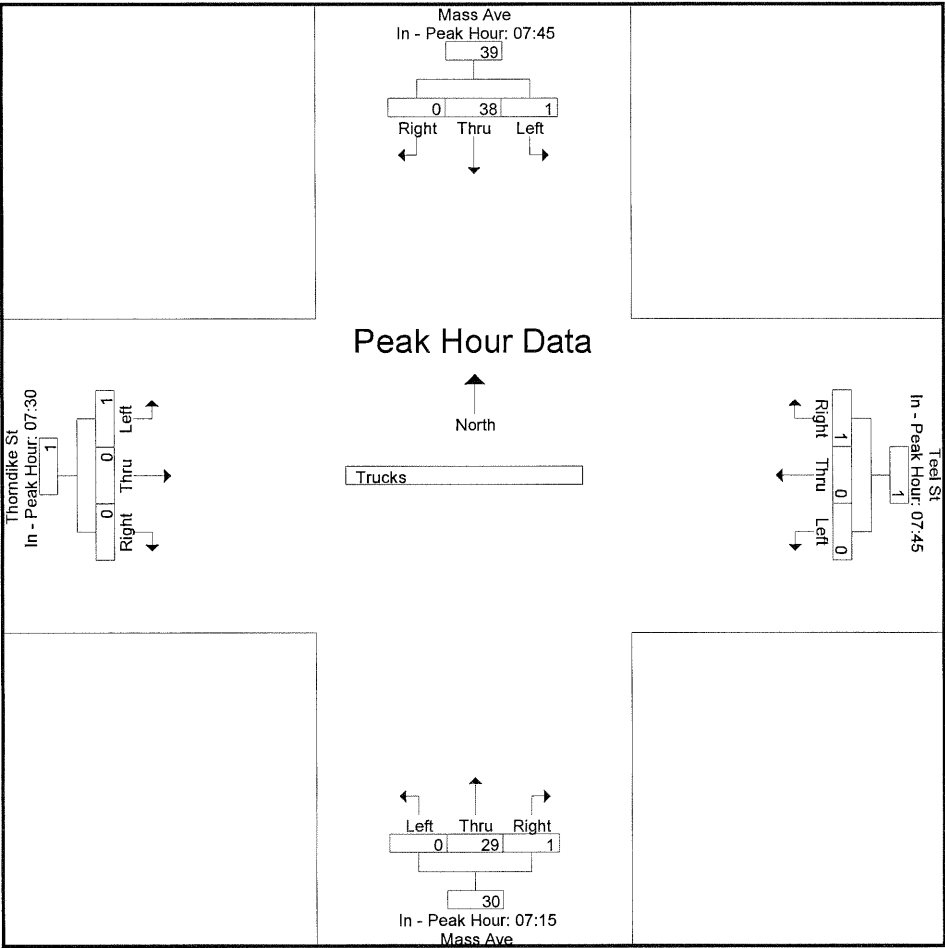 Mass Ave
In - Peak Hour: 07:45
39
0 38 1
Right Thru Left
Peak Hour Data
North
Trucks
Thorndike St
In - Peak Hour: 07:30
1
1 0 0
Left Thru Right
Teel St
In - Peak Hour: 07:45
1
1 0 0
Right Thru Left
Left Thru Right
0 29 1
30
In - Peak Hour: 07:15
Mass Ave